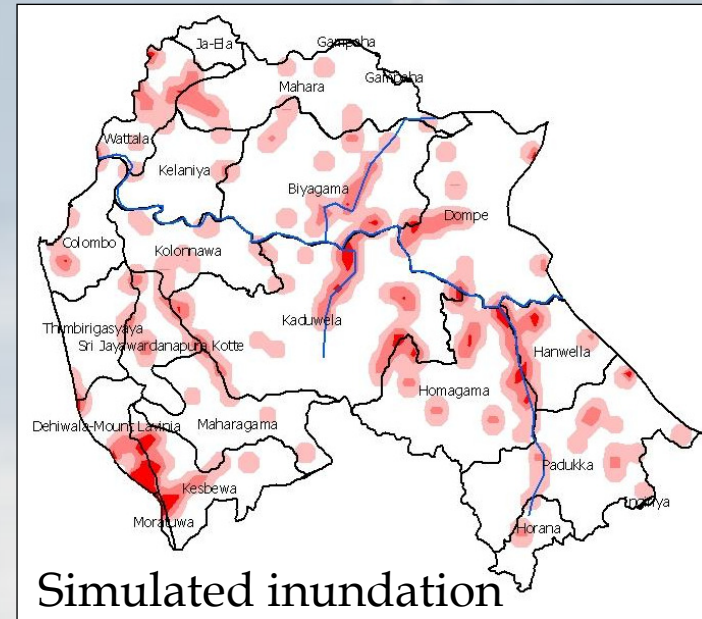 Ja-Ela
Gampaha
Gampaha
Mahara
Wattala
Kelaniya
Biyagama
Dompe
Colombo
Kolonnawa
Thimbirigasyaya
Kaduwela
Sri Jayawardanapura Kotte
Hanwella
Homagama
Dehiwala-Mount Lavinia
Maharagama
Padukka
Kesbewa
Moratuwa
Horana
Simulated inundation